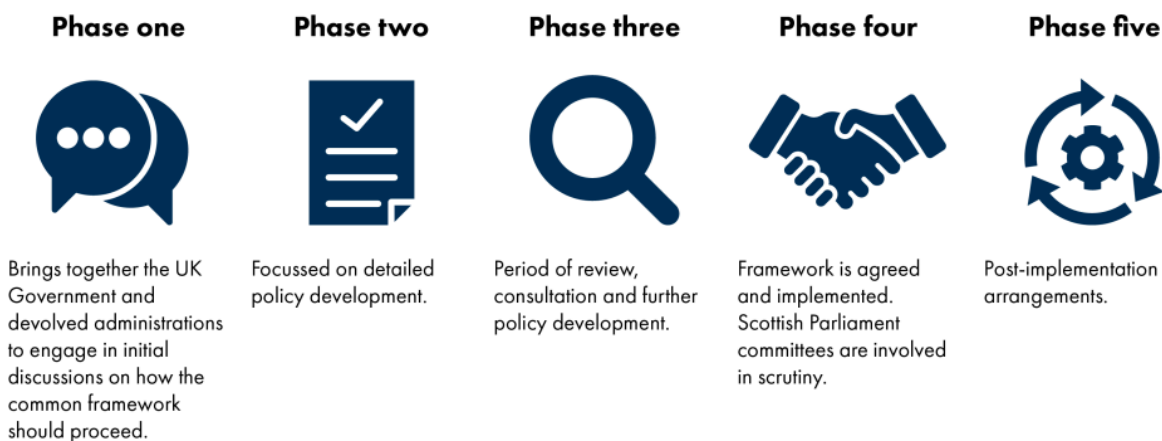 Phase one
Brings together the UK
Government and
devolved administrations
to engage in initial
discussions on how the
common framework
should proceed.
Phase two
Focussed on detailed
policy development.
Phase three
Period of review,
consultation and further
policy development.
Phase four
Framework is agreed
and implemented.
Scottish Parliament
committees are involved
in scrutiny.
Phase five
Post-implementation
arrangements.